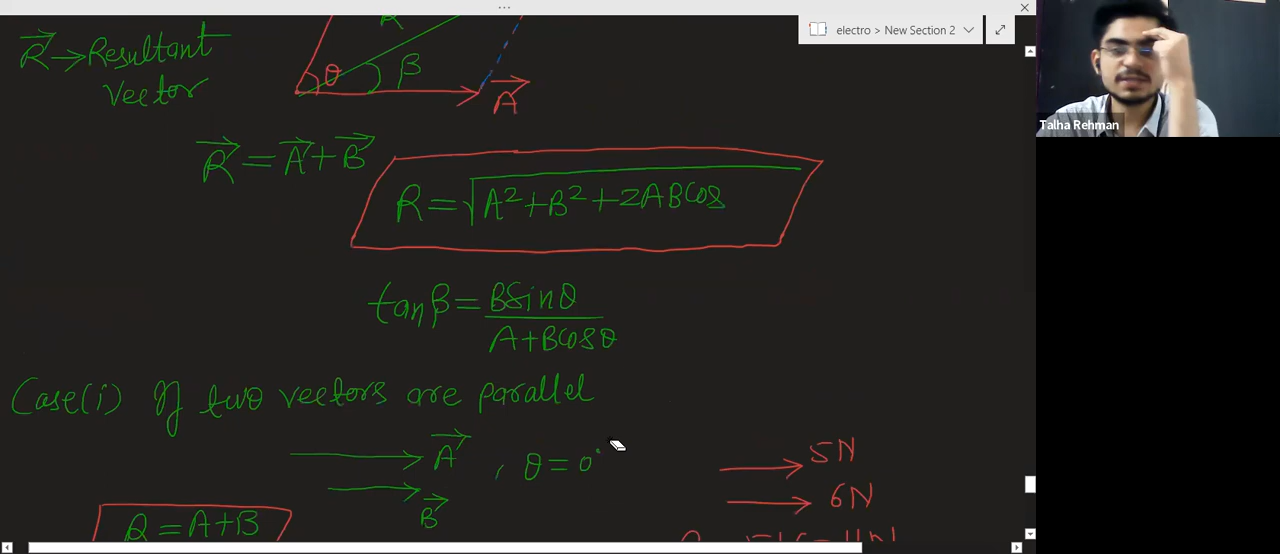 electro > New Section 2
Talha Rehman
R → Resultant
Vector
R
θ
β
A
R = A + B
R = √A² + B² + 2ABCos
tanβ = BSinθ
A + BCosθ
Case(i) If two vectors are parallel
A
, θ = 0°
B
R = A + B
5N
6N